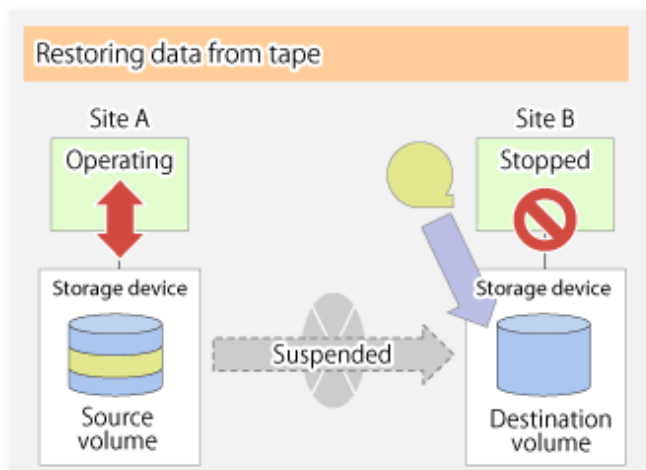 Restoring data from tape
Site A
Site B
Operating
Stopped
Storage device
Storage device
Suspended
Source
volume
Destination
volume